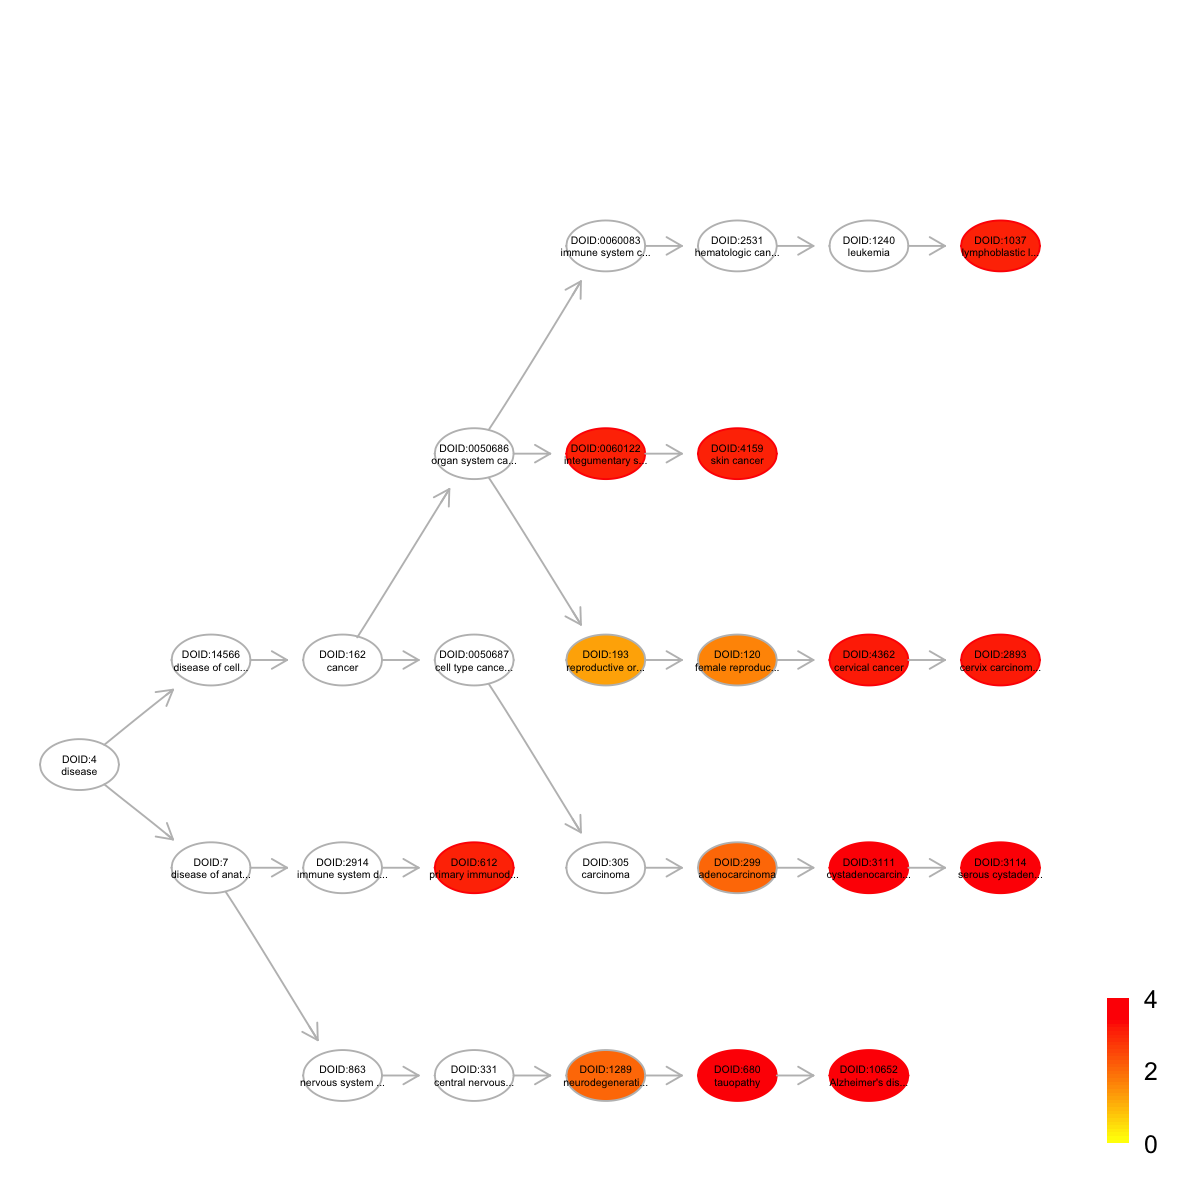 DOID:0060083
immune system c...
DOID:2531
hematologic can...
DOID:1240
leukemia
DOID:1037
lymphoblastic l...
DOID:0050686
organ system ca...
DOID:0060122
integumentary s...
DOID:4159
skin cancer
DOID:14566
disease of cell...
DOID:162
cancer
DOID:0050687
cell type cance...
DOID:193
reproductive or...
DOID:120
female reproduc...
DOID:4362
cervical cancer
DOID:2893
cervix carcinom...
DOID:4
disease
DOID:7
disease of anat...
DOID:2914
immune system d...
DOID:612
primary immunod...
DOID:305
carcinoma
DOID:299
adenocarcinoma
DOID:3111
cystadenocarcin...
DOID:3114
serous cystaden...
DOID:863
nervous system ...
DOID:331
central nervous...
DOID:1289
neurodegenerati...
DOID:680
tauopathy
DOID:10652
Alzheimer's dis...
4
2
0